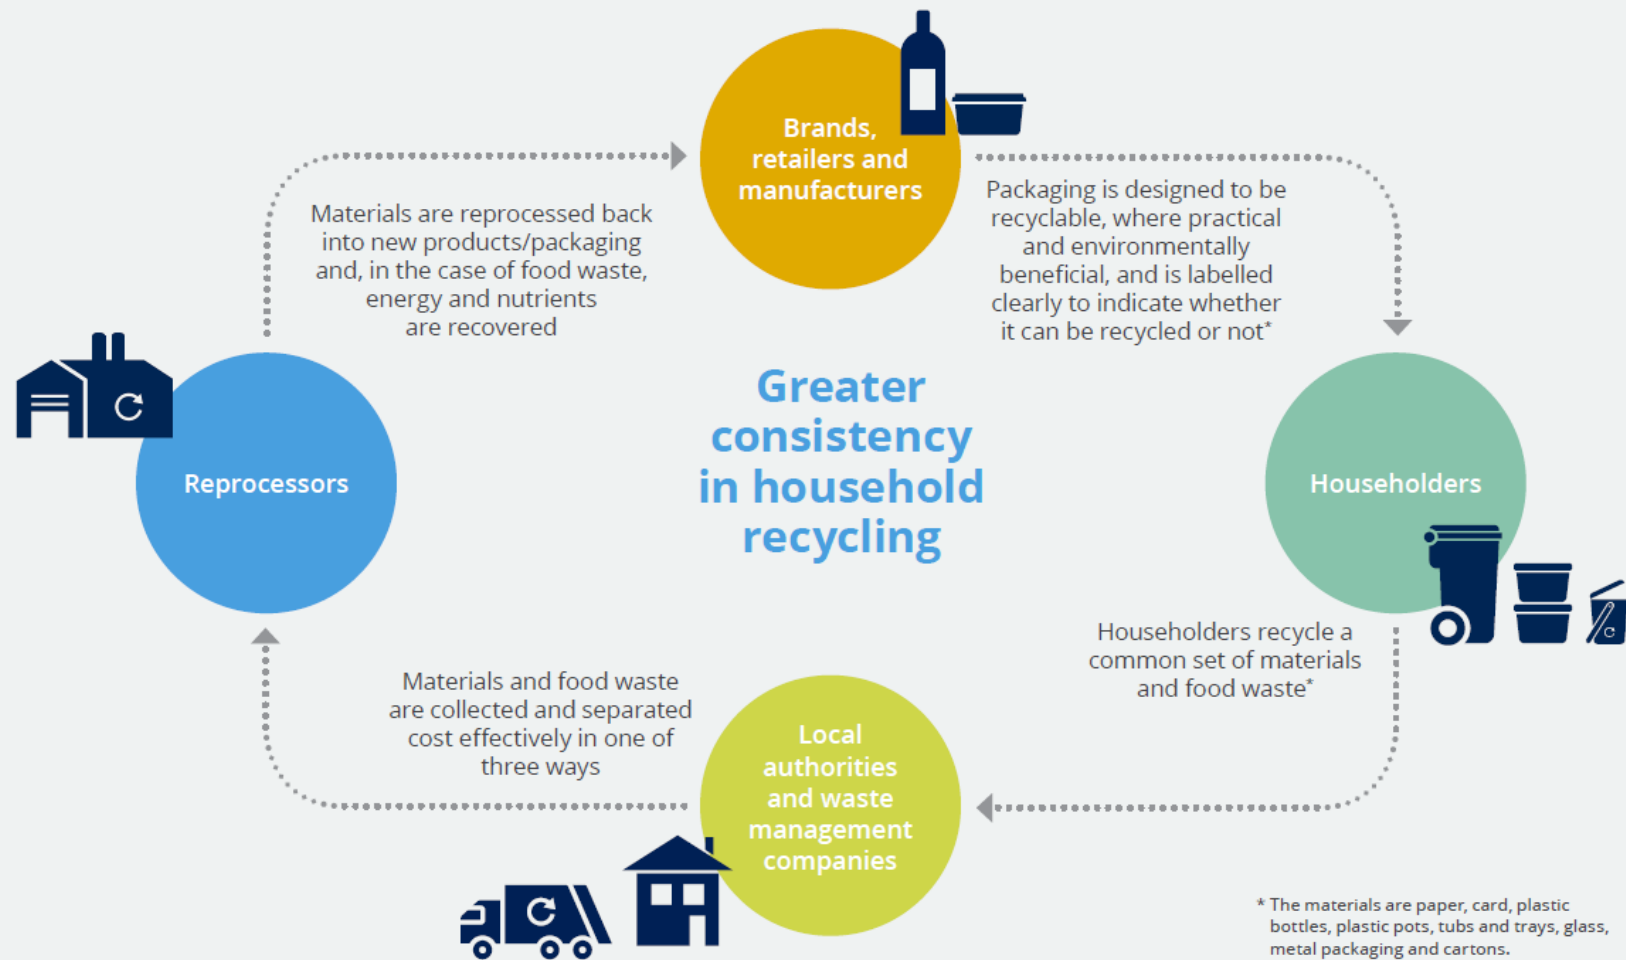 Brands,
retailers and
manufacturers
Packaging is designed to be
recyclable, where practical
and environmentally
beneficial, and is labelled
clearly to indicate whether
it can be recycled or not*
Materials are reprocessed back
into new products/packaging
and, in the case of food waste,
energy and nutrients
are recovered
Greater
consistency
in household
recycling
Reprocessors
Householders
Householders recycle a
common set of materials
and food waste*
Materials and food waste
are collected and separated
cost effectively in one of
three ways
Local
authorities
and waste
management
companies
* The materials are paper, card, plastic
bottles, plastic pots, tubs and trays, glass,
metal packaging and cartons.